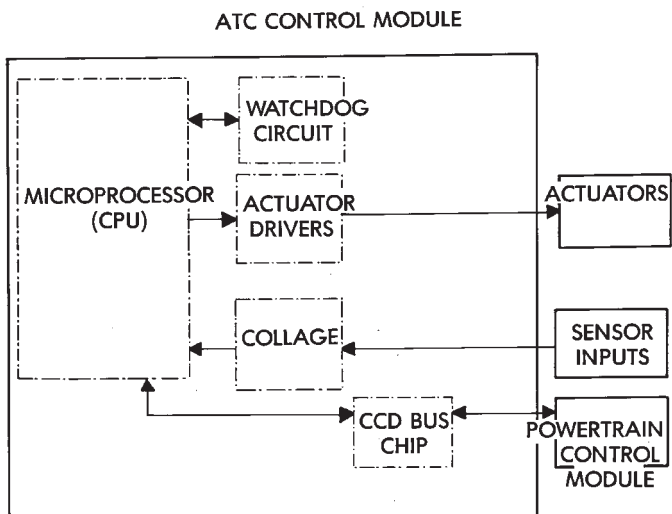 ATC CONTROL MODULE
WATCHDOG
CIRCUIT
MICROPROCESSOR
(CPU)
ACTUATOR
DRIVERS
ACTUATORS
COLLAGE
SENSOR
INPUTS
CCD BUS
CHIP
POWERTRAIN
CONTROL
MODULE